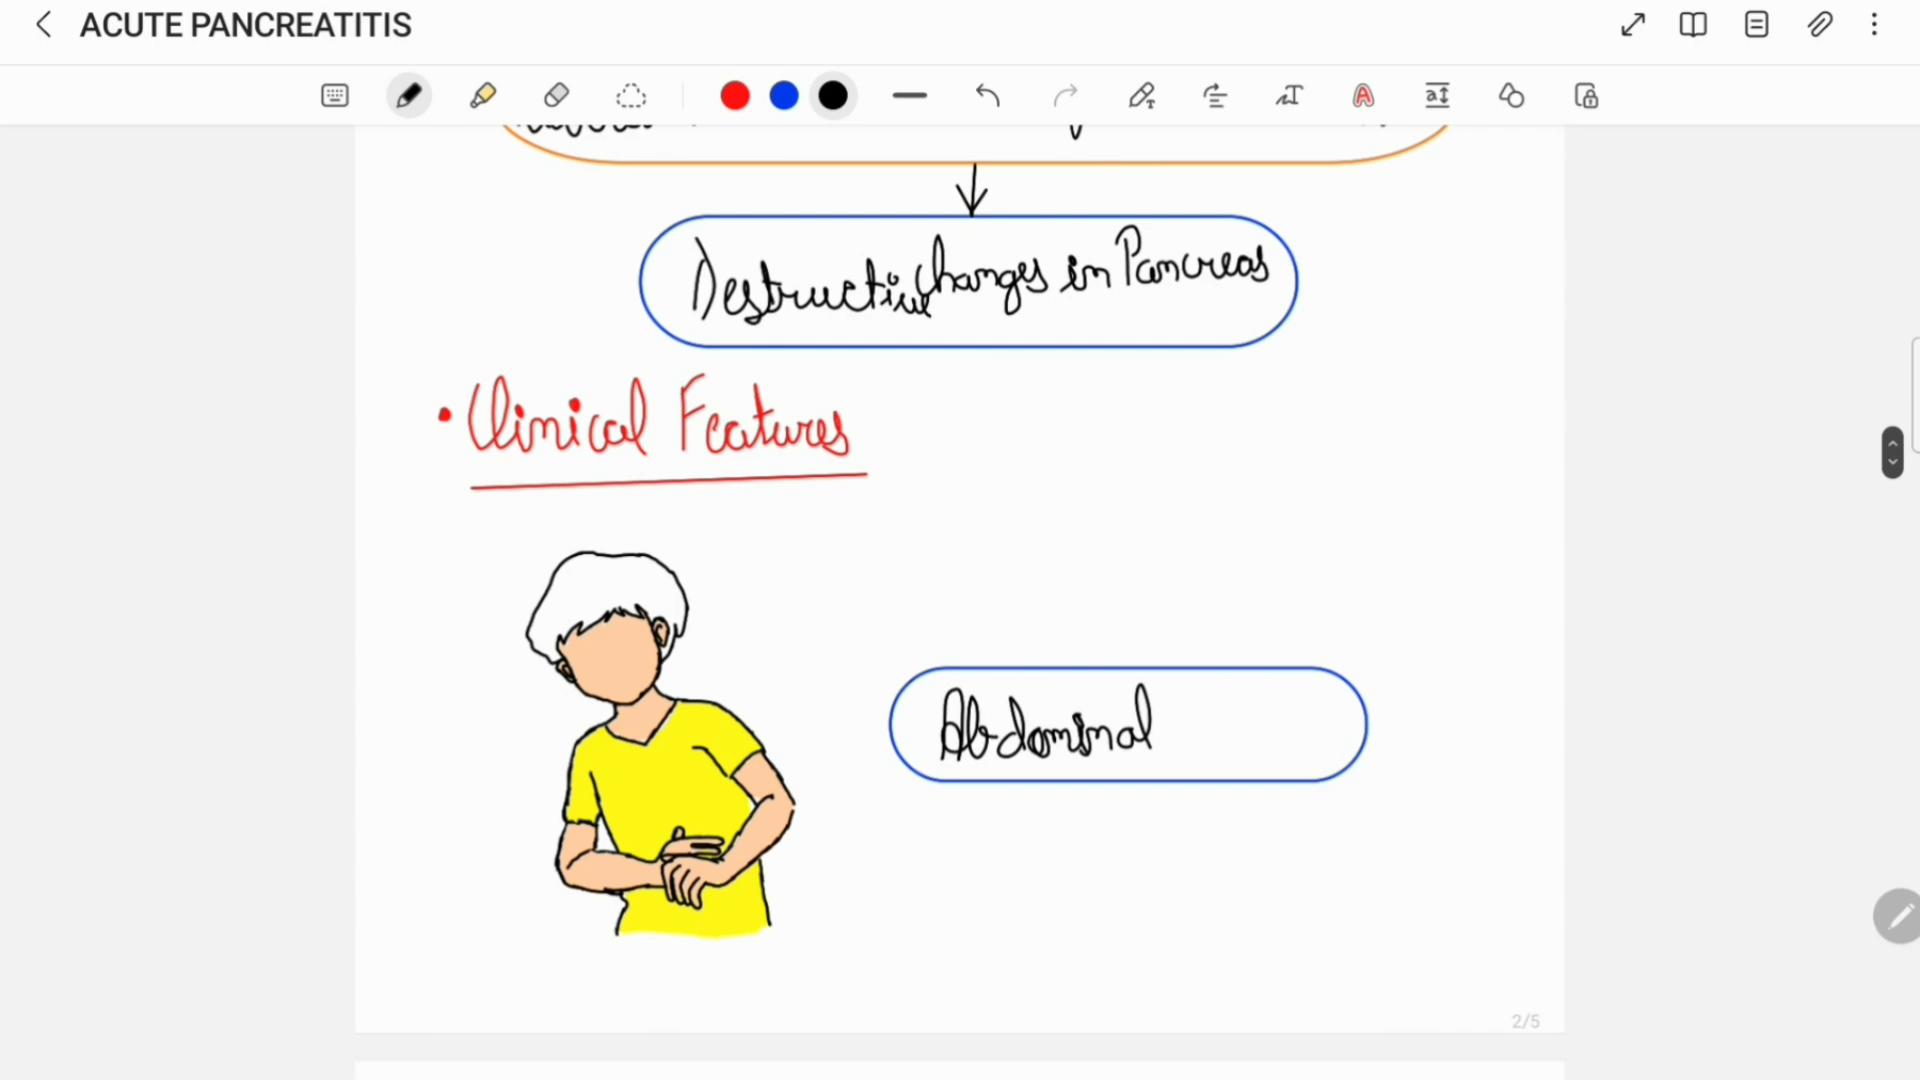 ACUTE PANCREATITIS
Destructive Changes in Pancreas
• Clinical Features
Abdominal
2/5